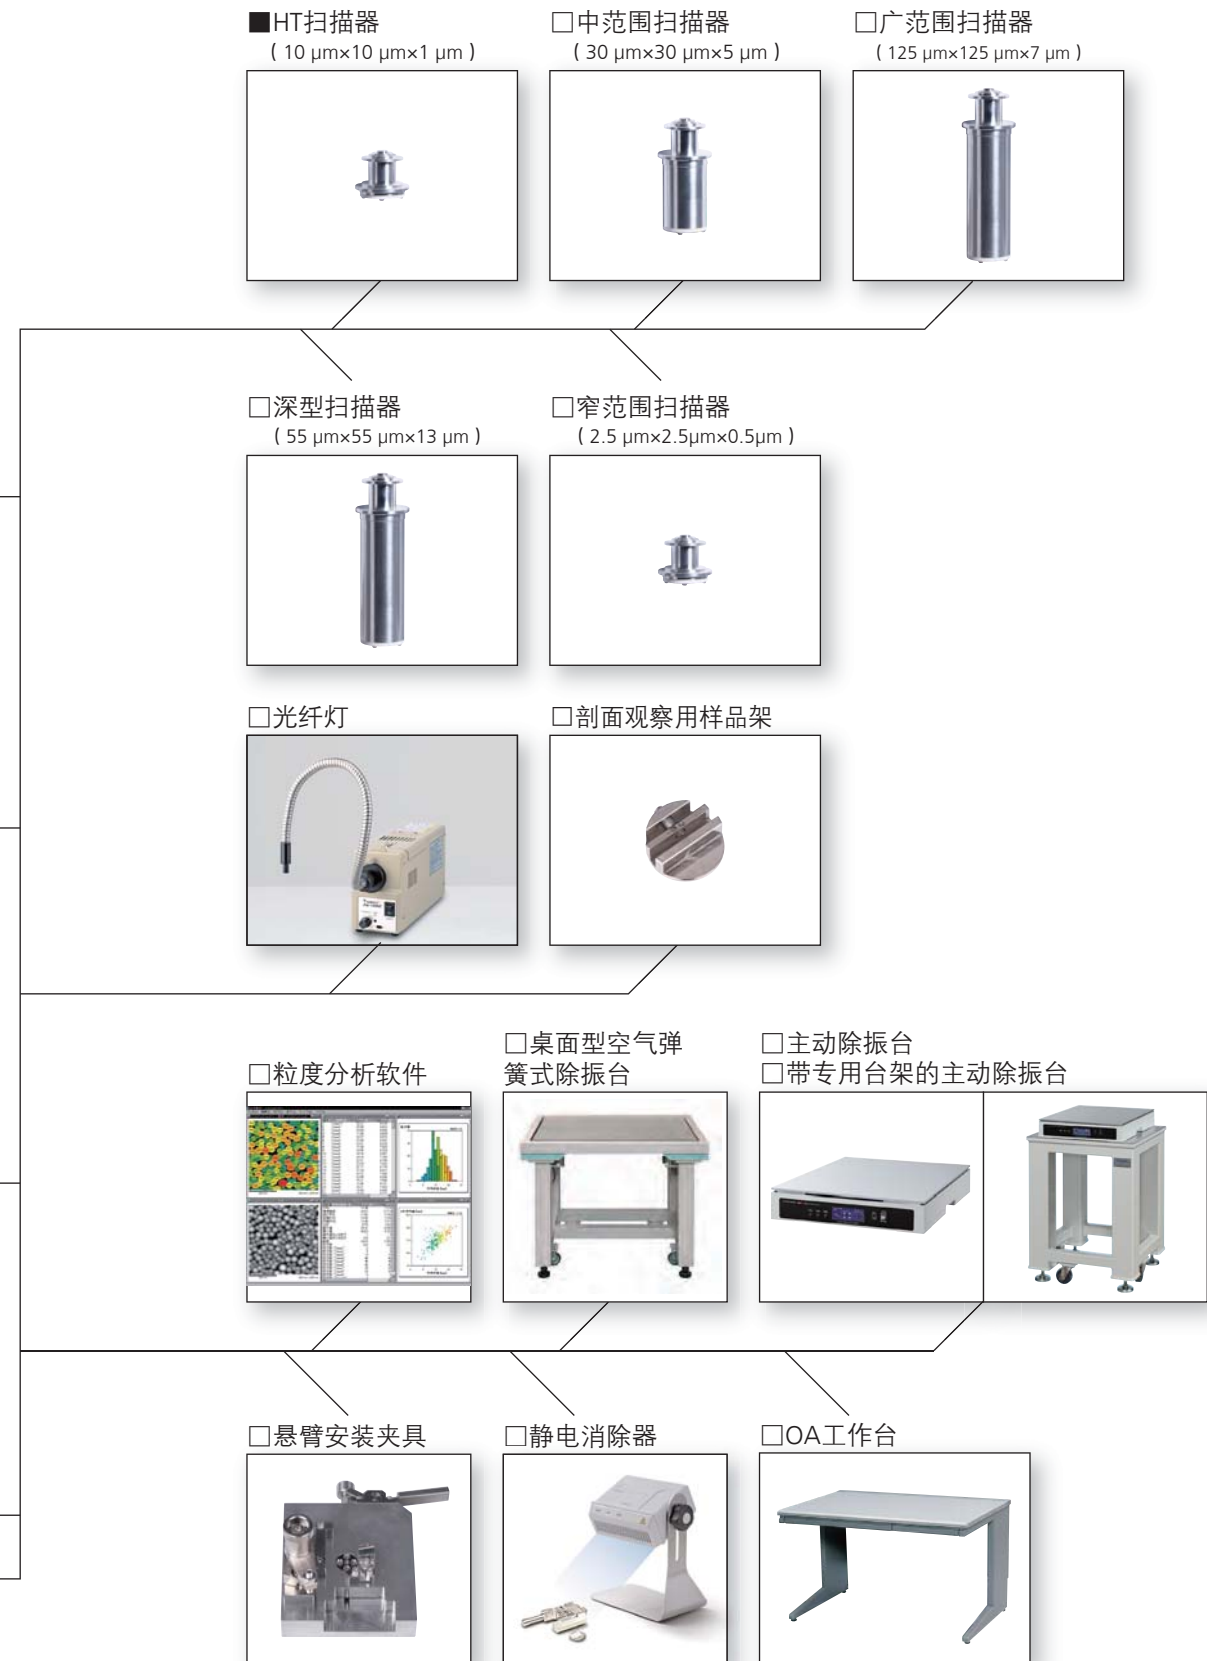 ■HT扫描器
( 10 μm×10 μm×1 μm )
□中范围扫描器
( 30 μm×30 μm×5 μm )
□广范围扫描器
( 125 μm×125 μm×7 μm )
□深型扫描器
( 55 μm×55 μm×13 μm )
□窄范围扫描器
( 2.5 μm×2.5μm×0.5μm )
□光纤灯
□剖面观察用样品架
□粒度分析软件
□桌面型空气弹
簧式除振台
□主动除振台
□带专用台架的主动除振台
□悬臂安装夹具
□静电消除器
□OA工作台